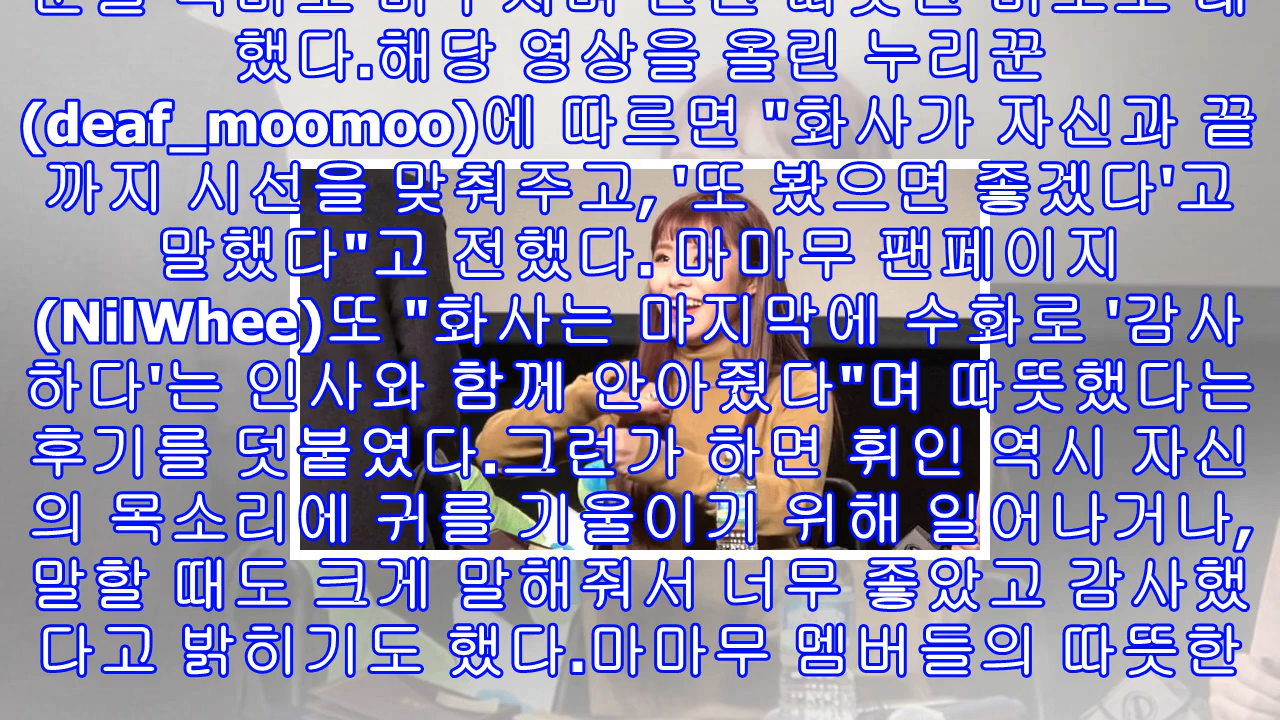 했다.해당 영상을 올린 누리꾼
(deaf_moomoo)에 따르면 "화사가 자신과 끝
까지 시선을 맞춰주고, '또 봤으면 좋겠다'고
말했다"고 전했다. 마마무 팬페이지
(NilWhee)또 "화사는 마지막에 수화로 '감사
하다'는 인사와 함께 안아줬다"며 따뜻했다는
후기를 덧붙였다.그런가 하면 휘인 역시 자신
의 목소리에 귀를 기울이기 위해 일어나거나,
말할 때도 크게 말해줘서 너무 좋았고 감사했
다고 밝히기도 했다.마마무 멤버들의 따뜻한